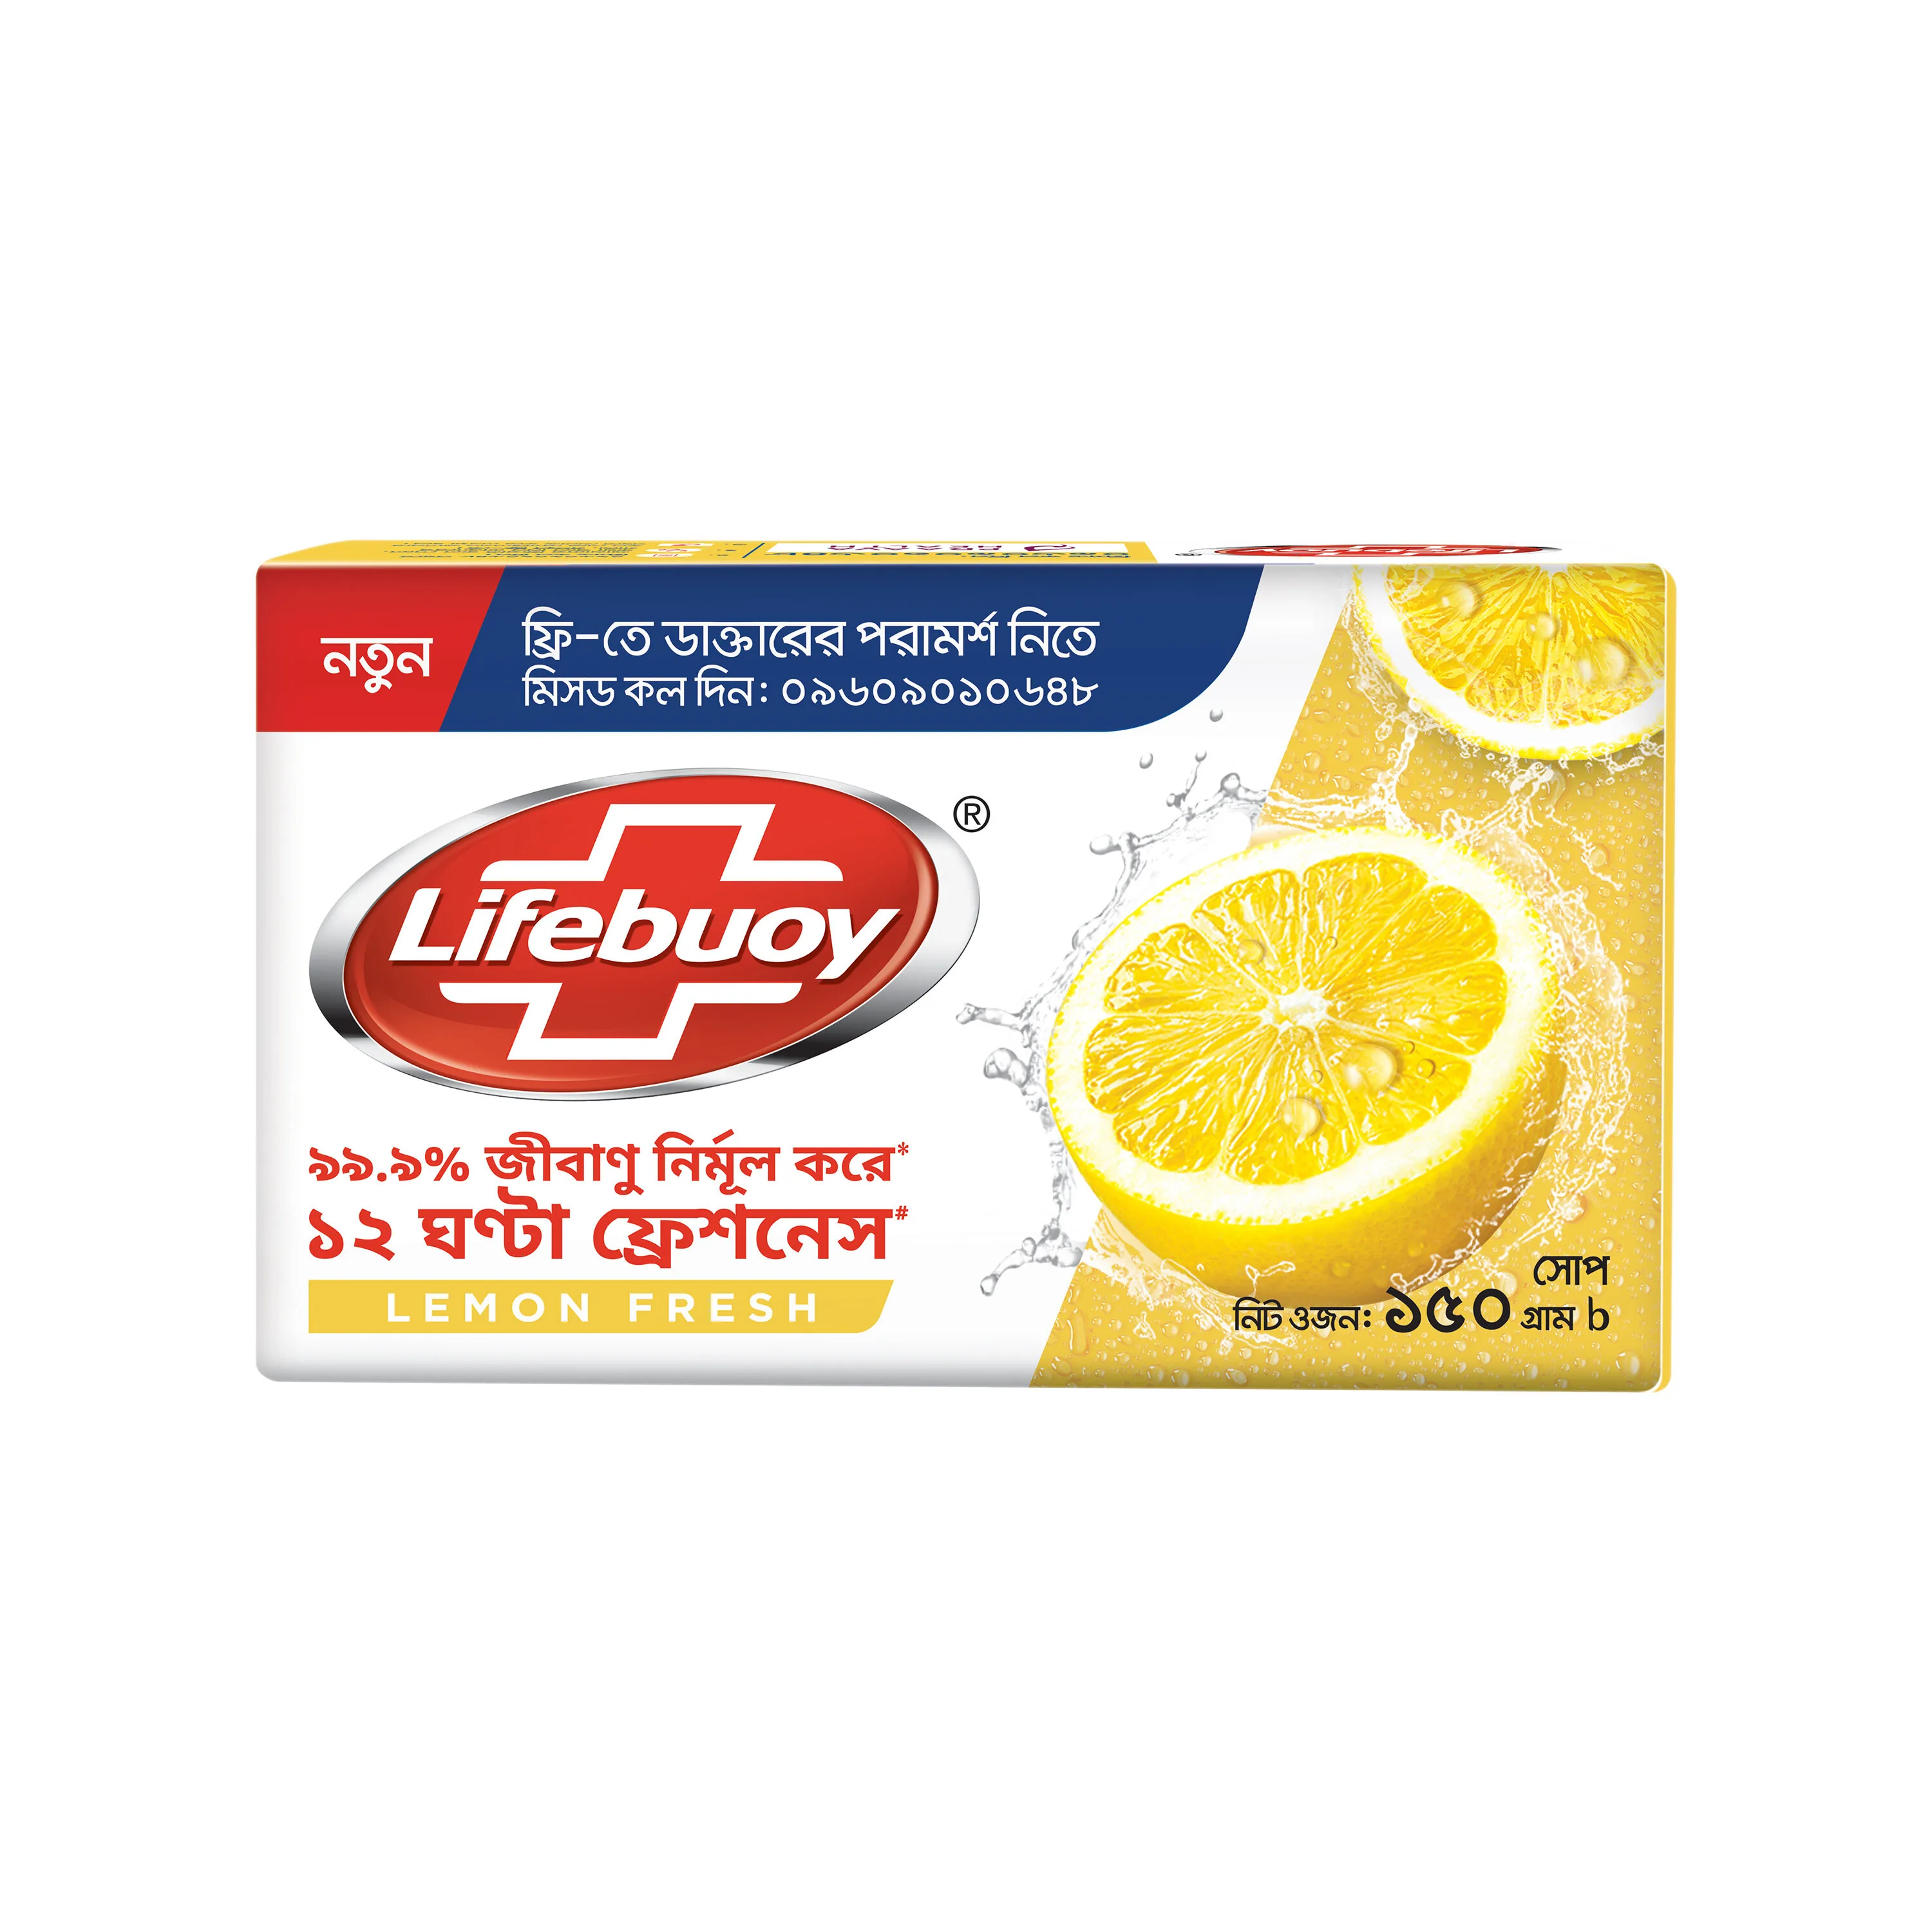 নতুন
ফ্রি-তে ডাক্তারের পরামর্শ নিতে
মিসড কল দিন: ০৯৬০৯০১০৬৪৮
Lifebuoy®
৯৯.৯% জীবাণু নির্মূল করে*
১২ ঘণ্টা ফ্রেশনেস#
LEMON FRESH
সোপ
নিট ওজন: ১৫০ গ্রাম b